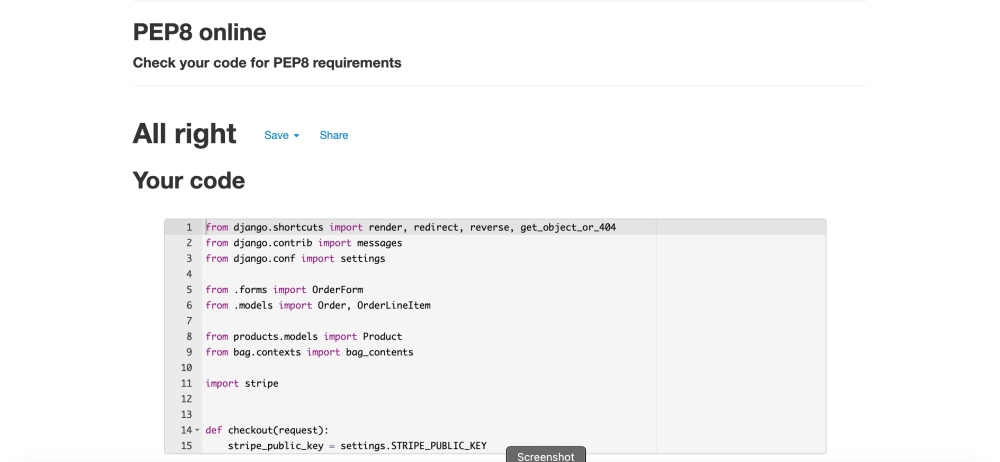 PEP8 online
Check your code for PEP8 requirements
All right Save Share
Your code
1 from django.shortcuts import render, redirect, reverse, get_object_or_404
2 from django.contrib import messages
3 from django.conf import settings
4
5 from .forms import OrderForm
6 from .models import Order, OrderLineItem
7
8 from products.models import Product
9 from bag.contexts import bag_contents
10
11 import stripe
12
13
14 def checkout(request):
15 stripe_public_key = settings.STRIPE_PUBLIC_KEY
Screenshot